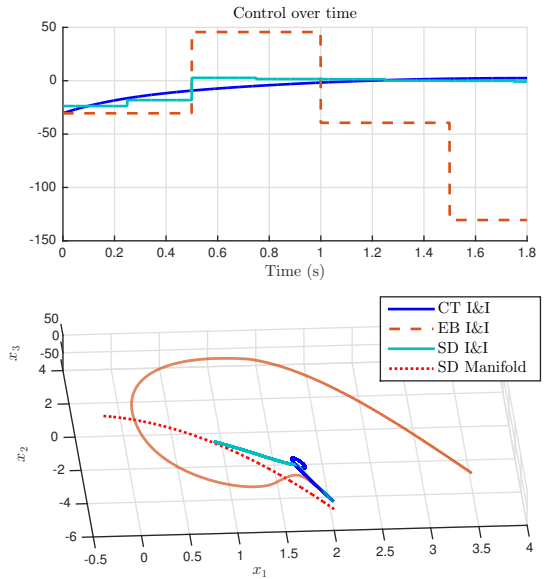 Control over time
50
0
-50
-100
-150
0 0.2 0.4 0.6 0.8 1 1.2 1.4 1.6 1.8
Time (s)
CT I&I
EB I&I
SD I&I
SD Manifold
50
0
-50
x3
4
2
0
-2
-4
-6
x2
-0.5 0 0.5 1 1.5 2 2.5 3 3.5 4
x1